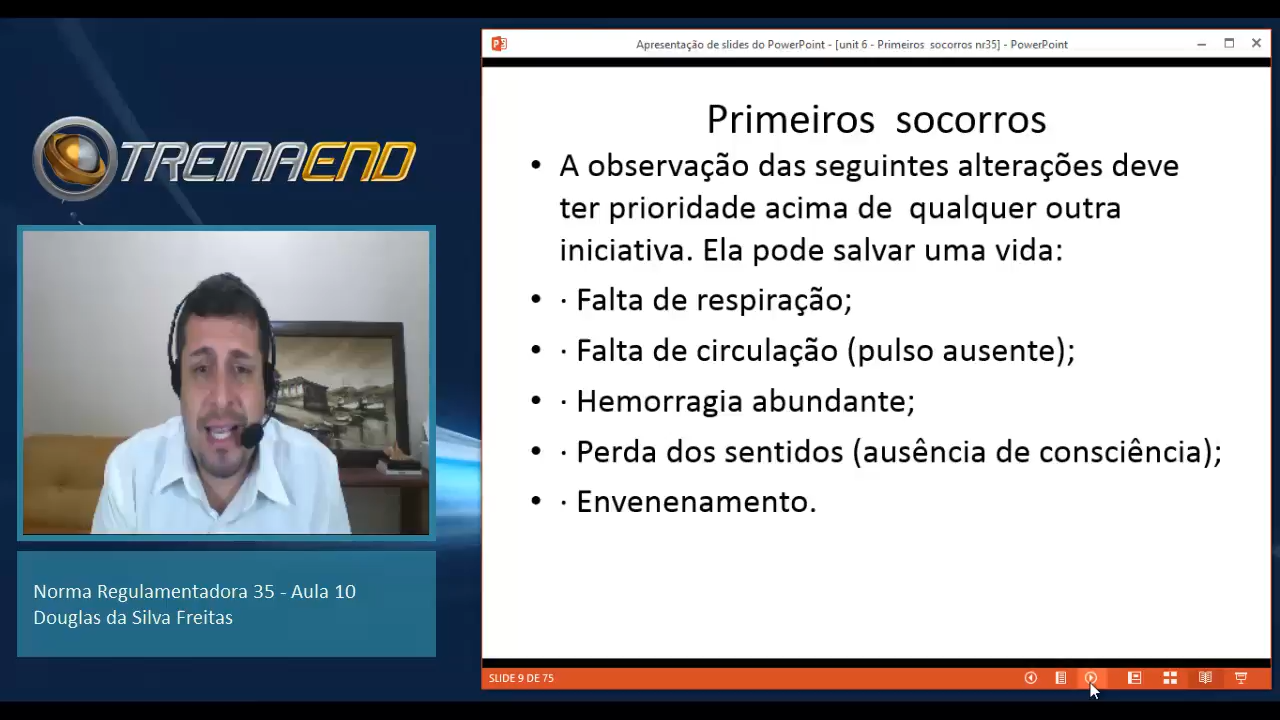 Apresentação de slides do PowerPoint - [unit 6 - Primeiros socorros nr35] - PowerPoint
TREINAEND
Primeiros socorros
• A observação das seguintes alterações deve
ter prioridade acima de qualquer outra
iniciativa. Ela pode salvar uma vida:
• · Falta de respiração;
• · Falta de circulação (pulso ausente);
• · Hemorragia abundante;
• · Perda dos sentidos (ausência de consciência);
• · Envenenamento.
Norma Regulamentadora 35 - Aula 10
Douglas da Silva Freitas
SLIDE 9 DE 75